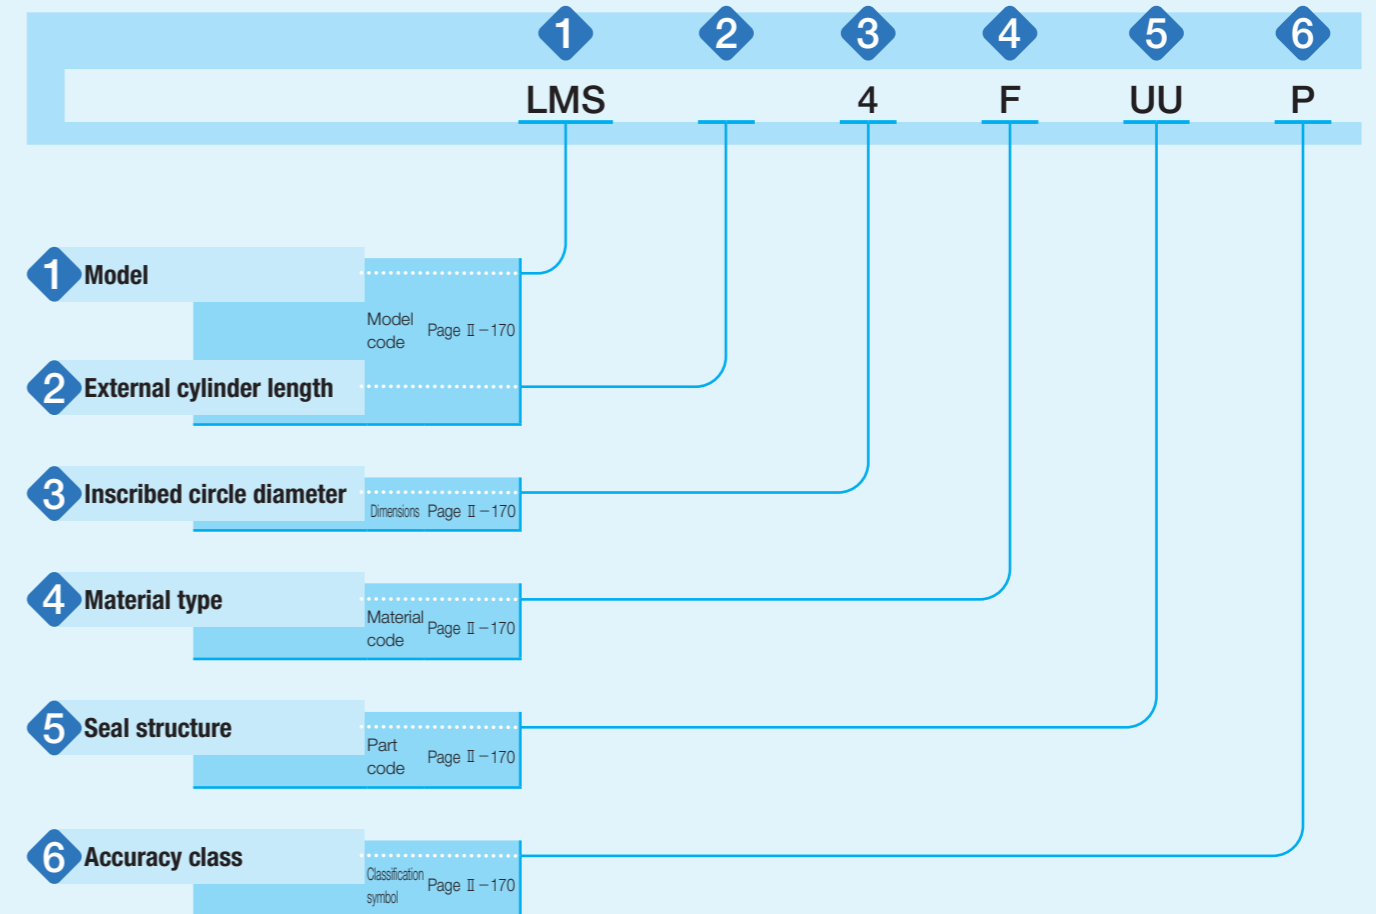 1 2 3 4 5 6
LMS 4 F UU P
1 Model
Model code Page Ⅱ-170
2 External cylinder length
3 Inscribed circle diameter
Dimensions Page Ⅱ-170
4 Material type
Material code Page Ⅱ-170
5 Seal structure
Part code Page Ⅱ-170
6 Accuracy class
Classification symbol Page Ⅱ-170